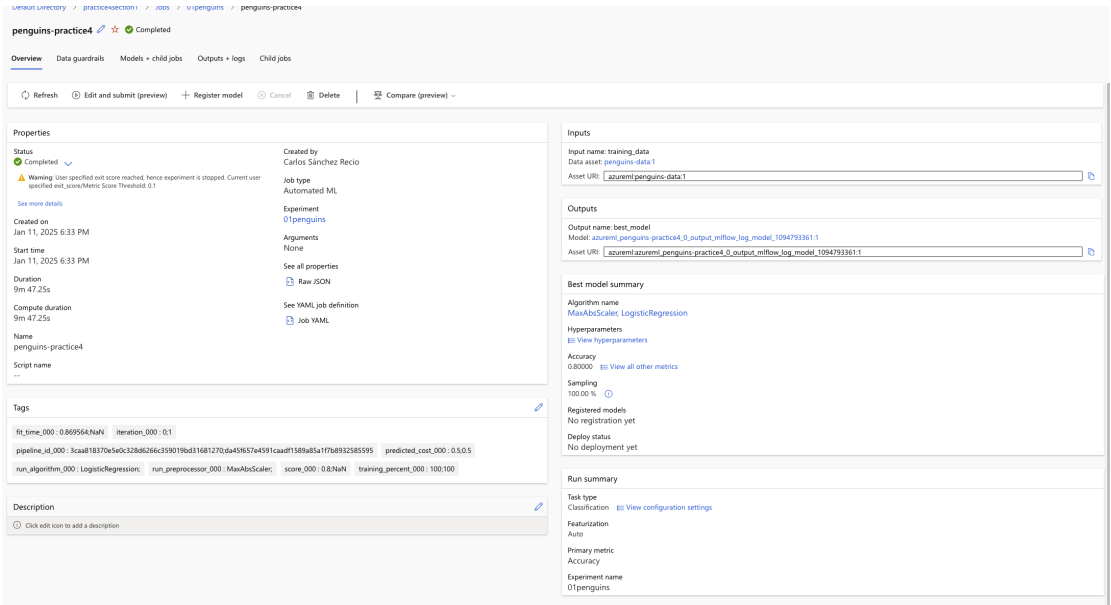 Default Directory > practice4section1 > Jobs > 01penguins > penguins-practice4
penguins-practice4 Completed
Overview Data guardrails Models + child jobs Outputs + logs Child jobs
Refresh Edit and submit (preview) Register model Cancel Delete Compare (preview)
Properties
Status
Completed
Warning: User specified exit score reached, hence experiment is stopped. Current user
specified exit_score/Metric Score Threshold: 0.1
See more details
Created on
Jan 11, 2025 6:33 PM
Start time
Jan 11, 2025 6:33 PM
Duration
9m 47.25s
Compute duration
9m 47.25s
Name
penguins-practice4
Script name
--
Created by
Carlos Sánchez Recio
Job type
Automated ML
Experiment
01penguins
Arguments
None
See all properties
Raw JSON
See YAML job definition
Job YAML
Tags
fit_time_000 : 0.869564;NaN iteration_000 : 0;1
pipeline_id_000 : 3caa818370e5e0c328d6266c359019bd31681270;da45f657e4591caadf1589a85a1f7b8932585595 predicted_cost_000 : 0.5;0.5
run_algorithm_000 : LogisticRegression; run_preprocessor_000 : MaxAbsScaler; score_000 : 0.8;NaN training_percent_000 : 100;100
Description
Click edit icon to add a description
Inputs
Input name: training_data
Data asset: penguins-data:1
Asset URI: azureml:penguins-data:1
Outputs
Output name: best_model
Model: azureml_penguins-practice4_0_output_mlflow_log_model_1094793361:1
Asset URI: azureml:azureml_penguins-practice4_0_output_mlflow_log_model_1094793361:1
Best model summary
Algorithm name
MaxAbsScaler, LogisticRegression
Hyperparameters
View hyperparameters
Accuracy
0.80000 View all other metrics
Sampling
100.00 %
Registered models
No registration yet
Deploy status
No deployment yet
Run summary
Task type
Classification View configuration settings
Featurization
Auto
Primary metric
Accuracy
Experiment name
01penguins